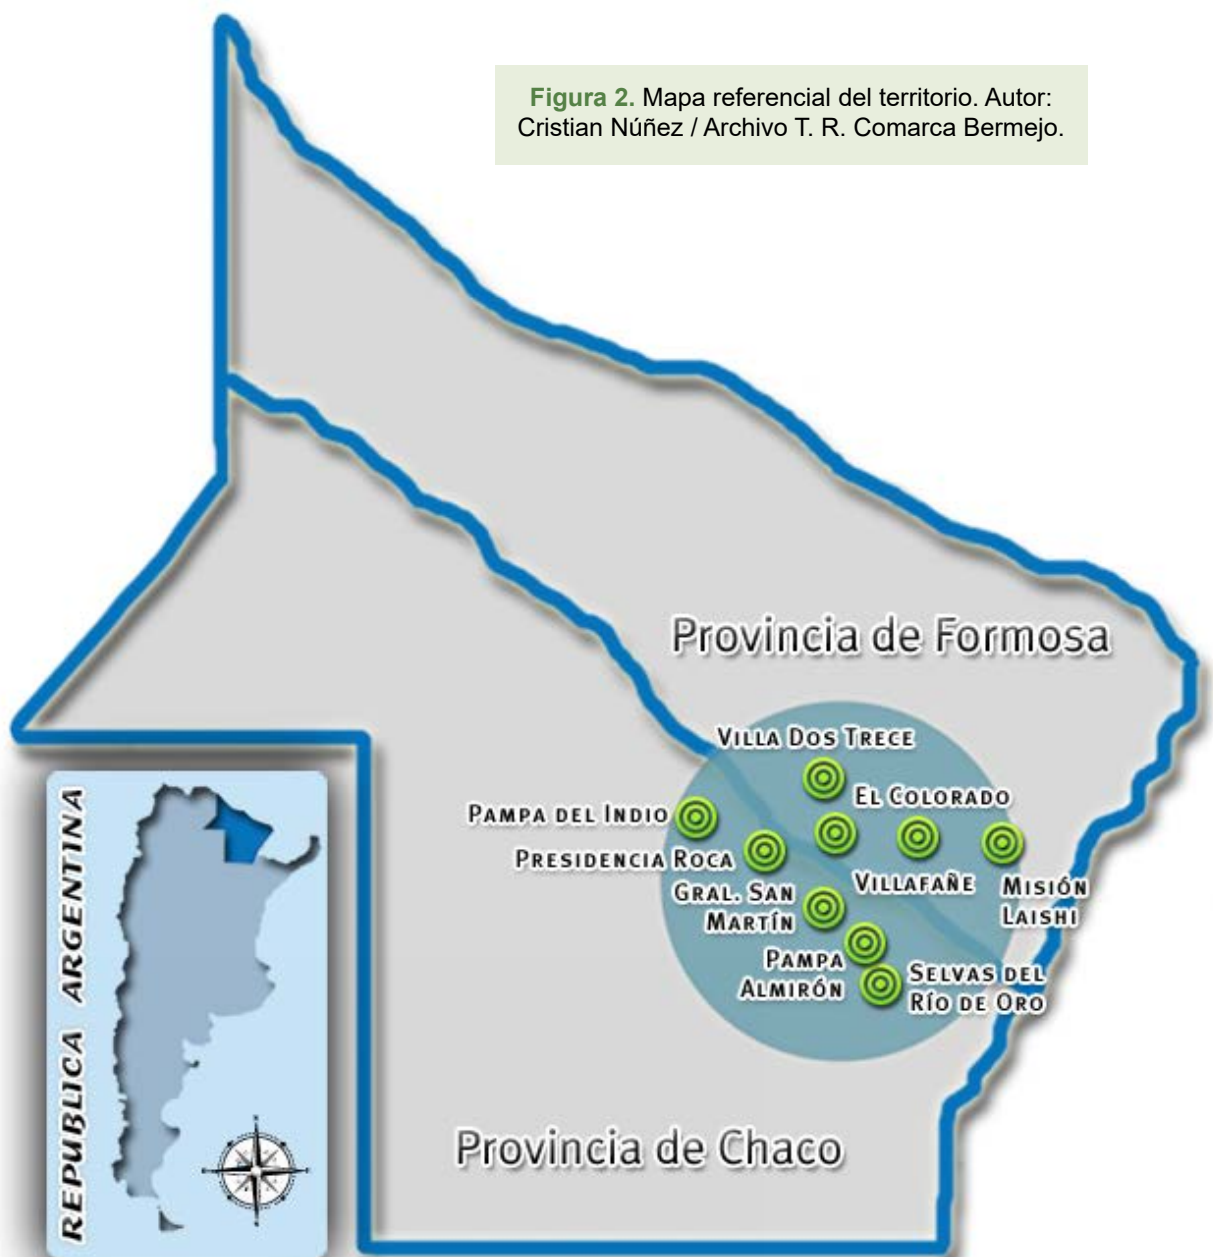 Figura 2. Mapa referencial del territorio. Autor:
Cristian Núñez / Archivo T. R. Comarca Bermejo.
Provincia de Formosa
VILLA DOS TRECE
EL COLORADO
PAMPA DEL INDIO
PRESIDENCIA ROCA
VILLAFAÑE
MISIÓN
LAISHI
GRAL. SAN
MARTÍN
PAMPA
ALMIRÓN
SELVAS DEL
RÍO DE ORO
Provincia de Chaco
REPUBLICA ARGENTINA